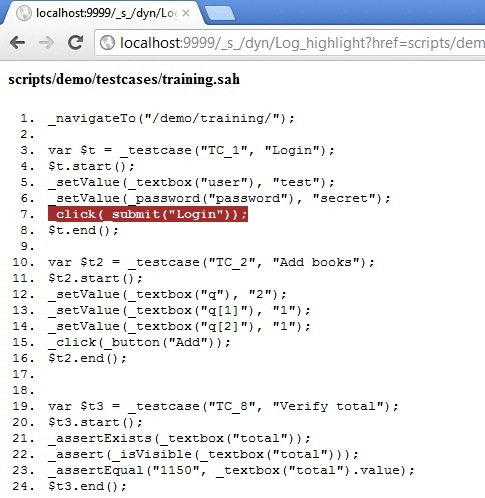 localhost:9999/_s_/dyn/Log
localhost:9999/_s_/dyn/Log_highlight?href=scripts/dem
scripts/demo/testcases/training.sah
1. _navigateTo("/demo/training/");
2.
3. var $t = _testcase("TC_1", "Login");
4. $t.start();
5. _setValue(_textbox("user"), "test");
6. _setValue(_password("password"), "secret");
7. _click(_submit("Login"));
8. $t.end();
9.
10. var $t2 = _testcase("TC_2", "Add books");
11. $t2.start();
12. _setValue(_textbox("q"), "2");
13. _setValue(_textbox("q[1]"), "1");
14. _setValue(_textbox("q[2]"), "1");
15. _click(_button("Add"));
16. $t2.end();
17.
18.
19. var $t3 = _testcase("TC_8", "Verify total");
20. $t3.start();
21. _assertExists(_textbox("total"));
22. _assert(_isVisible(_textbox("total")));
23. _assertEqual("1150", _textbox("total").value);
24. $t3.end();